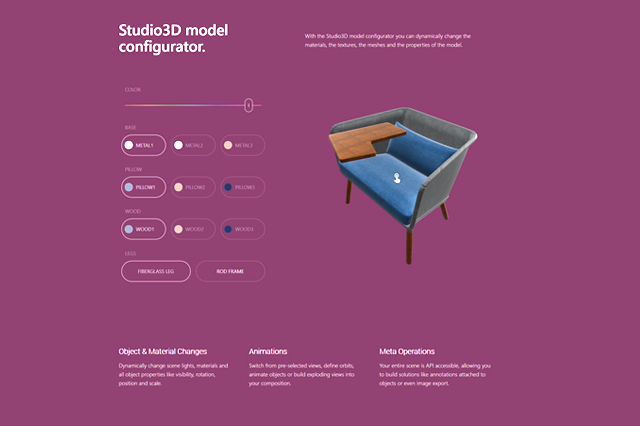 Studio3D model
configurator.
With the Studio3D model configurator you can dynamically change the
materials, the textures, the meshes and the properties of the model.
COLOR
BASE
METAL1 METAL2 METAL3
PILLOW
PILLOW1 PILLOW2 PILLOW3
WOOD
WOOD1 WOOD2 WOOD3
LEGS
FIBERGLASS LEG ROD FRAME
Object & Material Changes
Dynamically change scene lights, materials and
all object properties like visibility, rotation,
position and scale.
Animations
Switch from pre-selected views, define orbits,
animate objects or build exploding views into
your composition.
Meta Operations
Your entire scene is API accessible, allowing you
to build solutions like annotations attached to
objects or even image export.